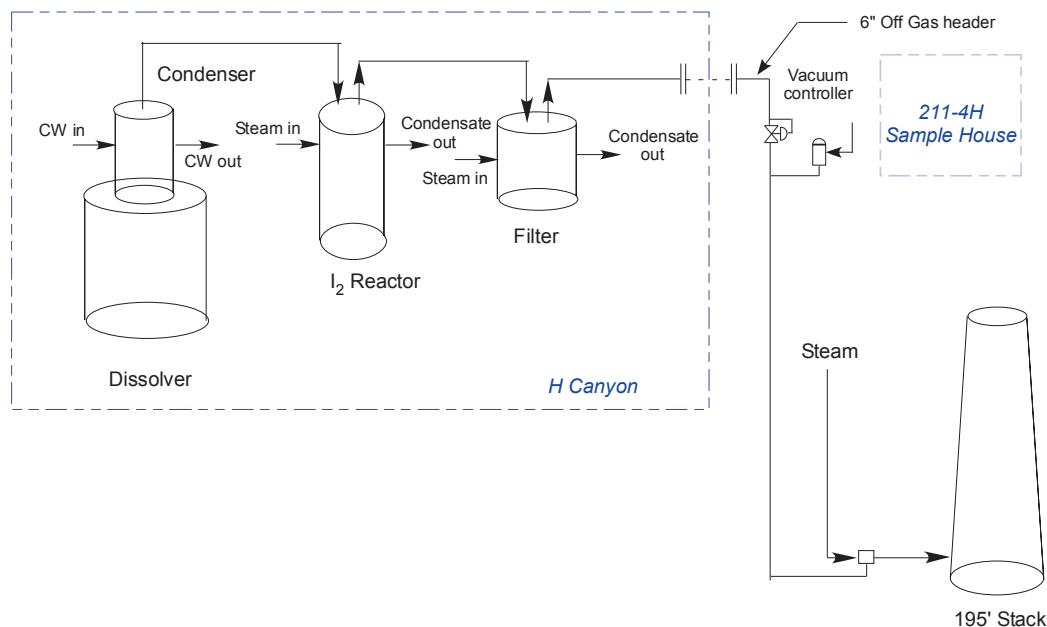 6" Off Gas header
Condenser
Vacuum
controller
211-4H
Sample House
CW in
CW out
Steam in
Condensate
out
Steam in
Condensate
out
Filter
I2 Reactor
Dissolver
H Canyon
Steam
195' Stack